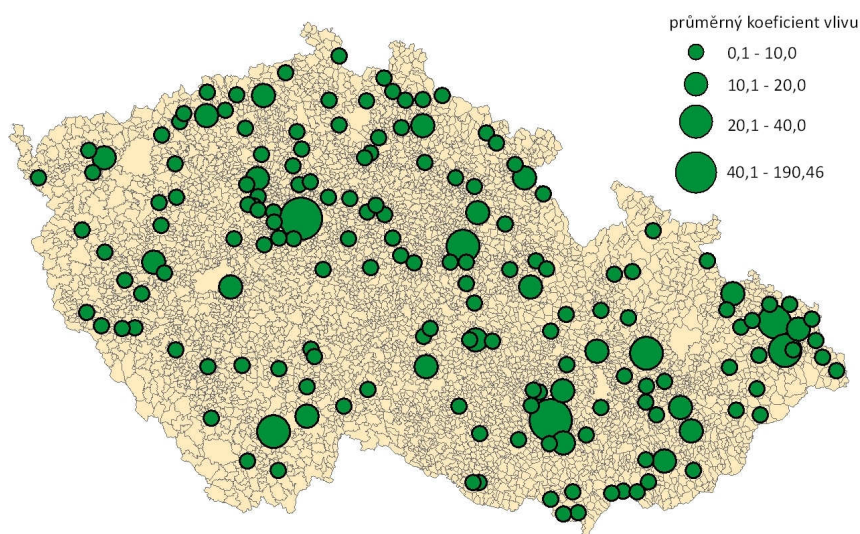 průměrný koeficient vlivu
0,1 - 10,0
10,1 - 20,0
20,1 - 40,0
40,1 - 190,46